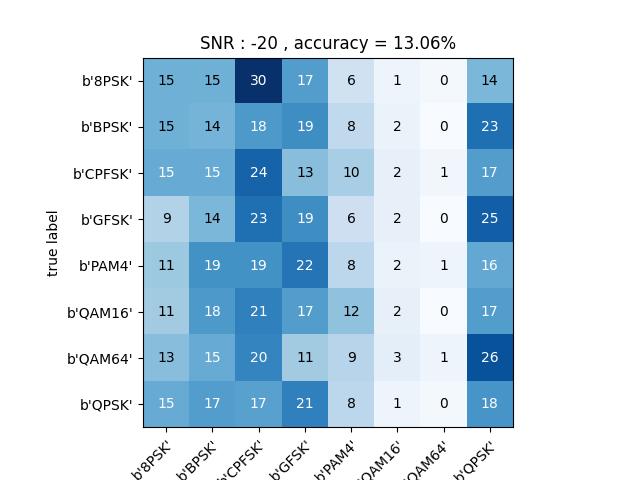 SNR : -20 , accuracy = 13.06%
b'8PSK' 15 15 30 17 6 1 0 14
b'BPSK' 15 14 18 19 8 2 0 23
b'CPFSK' 15 15 24 13 10 2 1 17
b'GFSK' 9 14 23 19 6 2 0 25
b'PAM4' 11 19 19 22 8 2 1 16
b'QAM16' 11 18 21 17 12 2 0 17
b'QAM64' 13 15 20 11 9 3 1 26
b'QPSK' 15 17 17 21 8 1 0 18
true label
b'8PSK' b'BPSK' 'CPFSK' b'GFSK' b'PAM4' QAM16' QAM64' b'QPSK'